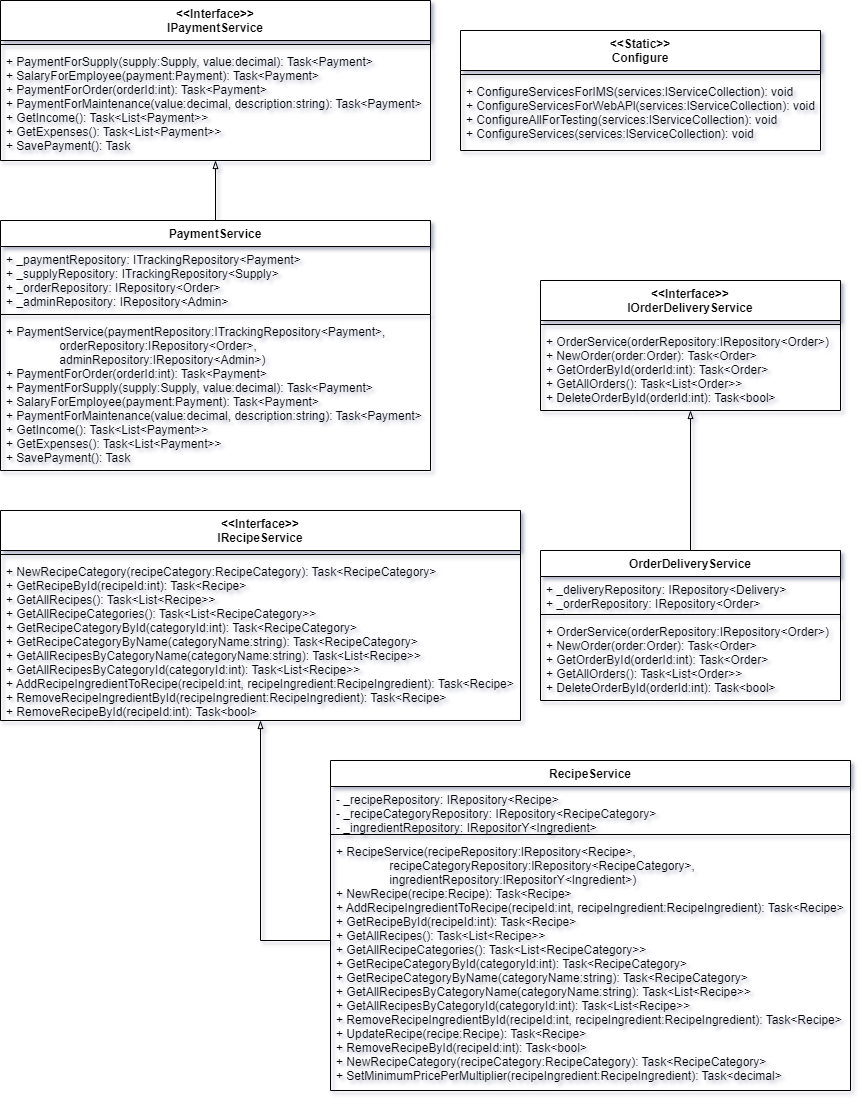 <<Interface>>
IPaymentService
+ PaymentForSupply(supply:Supply, value:decimal): Task<Payment>
+ SalaryForEmployee(payment:Payment): Task<Payment>
+ PaymentForOrder(orderId:int): Task<Payment>
+ PaymentForMaintenance(value:decimal, description:string): Task<Payment>
+ GetIncome(): Task<List<Payment>>
+ GetExpenses(): Task<List<Payment>>
+ SavePayment(): Task
<<Static>>
Configure
+ ConfigureServicesForIMS(services:IServiceCollection): void
+ ConfigureServicesForWebAPI(services:IServiceCollection): void
+ ConfigureAllForTesting(services:IServiceCollection): void
+ ConfigureServices(services:IServiceCollection): void
PaymentService
+ _paymentRepository: ITrackingRepository<Payment>
+ _supplyRepository: ITrackingRepository<Supply>
+ _orderRepository: IRepository<Order>
+ _adminRepository: IRepository<Admin>
+ PaymentService(paymentRepository:ITrackingRepository<Payment>,
orderRepository:IRepository<Order>,
adminRepository:IRepository<Admin>)
+ PaymentForOrder(orderId:int): Task<Payment>
+ PaymentForSupply(supply:Supply, value:decimal): Task<Payment>
+ SalaryForEmployee(payment:Payment): Task<Payment>
+ PaymentForMaintenance(value:decimal, description:string): Task<Payment>
+ GetIncome(): Task<List<Payment>>
+ GetExpenses(): Task<List<Payment>>
+ SavePayment(): Task
<<Interface>>
IOrderDeliveryService
+ OrderService(orderRepository:IRepository<Order>)
+ NewOrder(order:Order): Task<Order>
+ GetOrderById(orderId:int): Task<Order>
+ GetAllOrders(): Task<List<Order>>
+ DeleteOrderById(orderId:int): Task<bool>
<<Interface>>
IRecipeService
+ NewRecipeCategory(recipeCategory:RecipeCategory): Task<RecipeCategory>
+ GetRecipeById(recipeId:int): Task<Recipe>
+ GetAllRecipes(): Task<List<Recipe>>
+ GetAllRecipeCategories(): Task<List<RecipeCategory>>
+ GetRecipeCategoryById(categoryId:int): Task<RecipeCategory>
+ GetRecipeCategoryByName(categoryName:string): Task<RecipeCategory>
+ GetAllRecipesByCategoryName(categoryName:string): Task<List<Recipe>>
+ GetAllRecipesByCategoryId(categoryId:int): Task<List<Recipe>>
+ AddRecipeIngredientToRecipe(recipeId:int, recipeIngredient:RecipeIngredient): Task<Recipe>
+ RemoveRecipeIngredientById(recipeIngredient:RecipeIngredient): Task<Recipe>
+ RemoveRecipeById(recipeId:int): Task<bool>
OrderDeliveryService
+ _deliveryRepository: IRepository<Delivery>
+ _orderRepository: IRepository<Order>
+ OrderService(orderRepository:IRepository<Order>)
+ NewOrder(order:Order): Task<Order>
+ GetOrderById(orderId:int): Task<Order>
+ GetAllOrders(): Task<List<Order>>
+ DeleteOrderById(orderId:int): Task<bool>
RecipeService
- _recipeRepository: IRepository<Recipe>
- _recipeCategoryRepository: IRepository<RecipeCategory>
- _ingredientRepository: IRepositorY<Ingredient>
+ RecipeService(recipeRepository:IRepository<Recipe>,
recipeCategoryRepository:IRepository<RecipeCategory>,
ingredientRepository:IRepositorY<Ingredient>)
+ NewRecipe(recipe:Recipe): Task<Recipe>
+ AddRecipeIngredientToRecipe(recipeId:int, recipeIngredient:RecipeIngredient): Task<Recipe>
+ GetRecipeById(recipeId:int): Task<Recipe>
+ GetAllRecipes(): Task<List<Recipe>>
+ GetAllRecipeCategories(): Task<List<RecipeCategory>>
+ GetRecipeCategoryById(categoryId:int): Task<RecipeCategory>
+ GetRecipeCategoryByName(categoryName:string): Task<RecipeCategory>
+ GetAllRecipesByCategoryName(categoryName:string): Task<List<Recipe>>
+ GetAllRecipesByCategoryId(categoryId:int): Task<List<Recipe>>
+ RemoveRecipeIngredientById(recipeId:int, recipeIngredient:RecipeIngredient): Task<Recipe>
+ UpdateRecipe(recipe:Recipe): Task<Recipe>
+ RemoveRecipeById(recipeId:int): Task<bool>
+ NewRecipeCategory(recipeCategory:RecipeCategory): Task<RecipeCategory>
+ SetMinimumPricePerMultiplier(recipeIngredient:RecipeIngredient): Task<decimal>